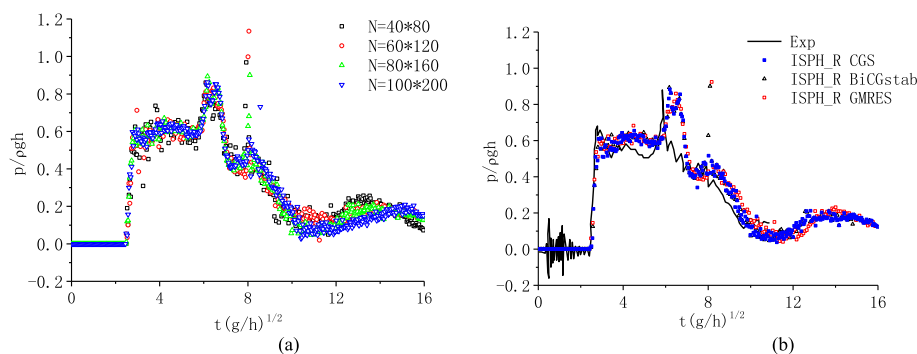 (a)
N=40*80
N=60*120
N=80*160
N=100*200
p/ρgh
1.2
1.0
0.8
0.6
0.4
0.2
0.0
-0.2
0 4 8 12 16
t(g/h)^{1/2}
(a)
(b)
Exp
ISPH_R CGS
ISPH_R BiCGstab
ISPH_R GMRES
p/ρgh
1.2
1.0
0.8
0.6
0.4
0.2
0.0
-0.2
0 4 8 12 16
t(g/h)^{1/2}
(b)